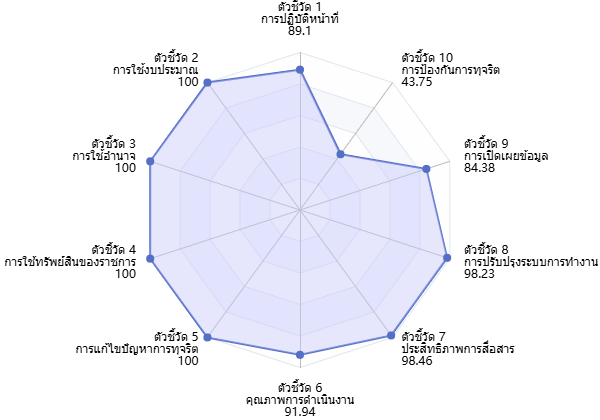 ตัวชี้วัด 1
การปฏิบัติหน้าที่
89.1
ตัวชี้วัด 2
การใช้งบประมาณ
100
ตัวชี้วัด 3
การใช้อำนาจ
100
ตัวชี้วัด 4
การใช้ทรัพย์สินของราชการ
100
ตัวชี้วัด 5
การแก้ไขปัญหาการทุจริต
100
ตัวชี้วัด 6
คุณภาพการดำเนินงาน
91.94
ตัวชี้วัด 7
ประสิทธิภาพการสื่อสาร
98.46
ตัวชี้วัด 8
การปรับปรุงระบบการทำงาน
98.23
ตัวชี้วัด 9
การเปิดเผยข้อมูล
84.38
ตัวชี้วัด 10
การป้องกันการทุจริต
43.75